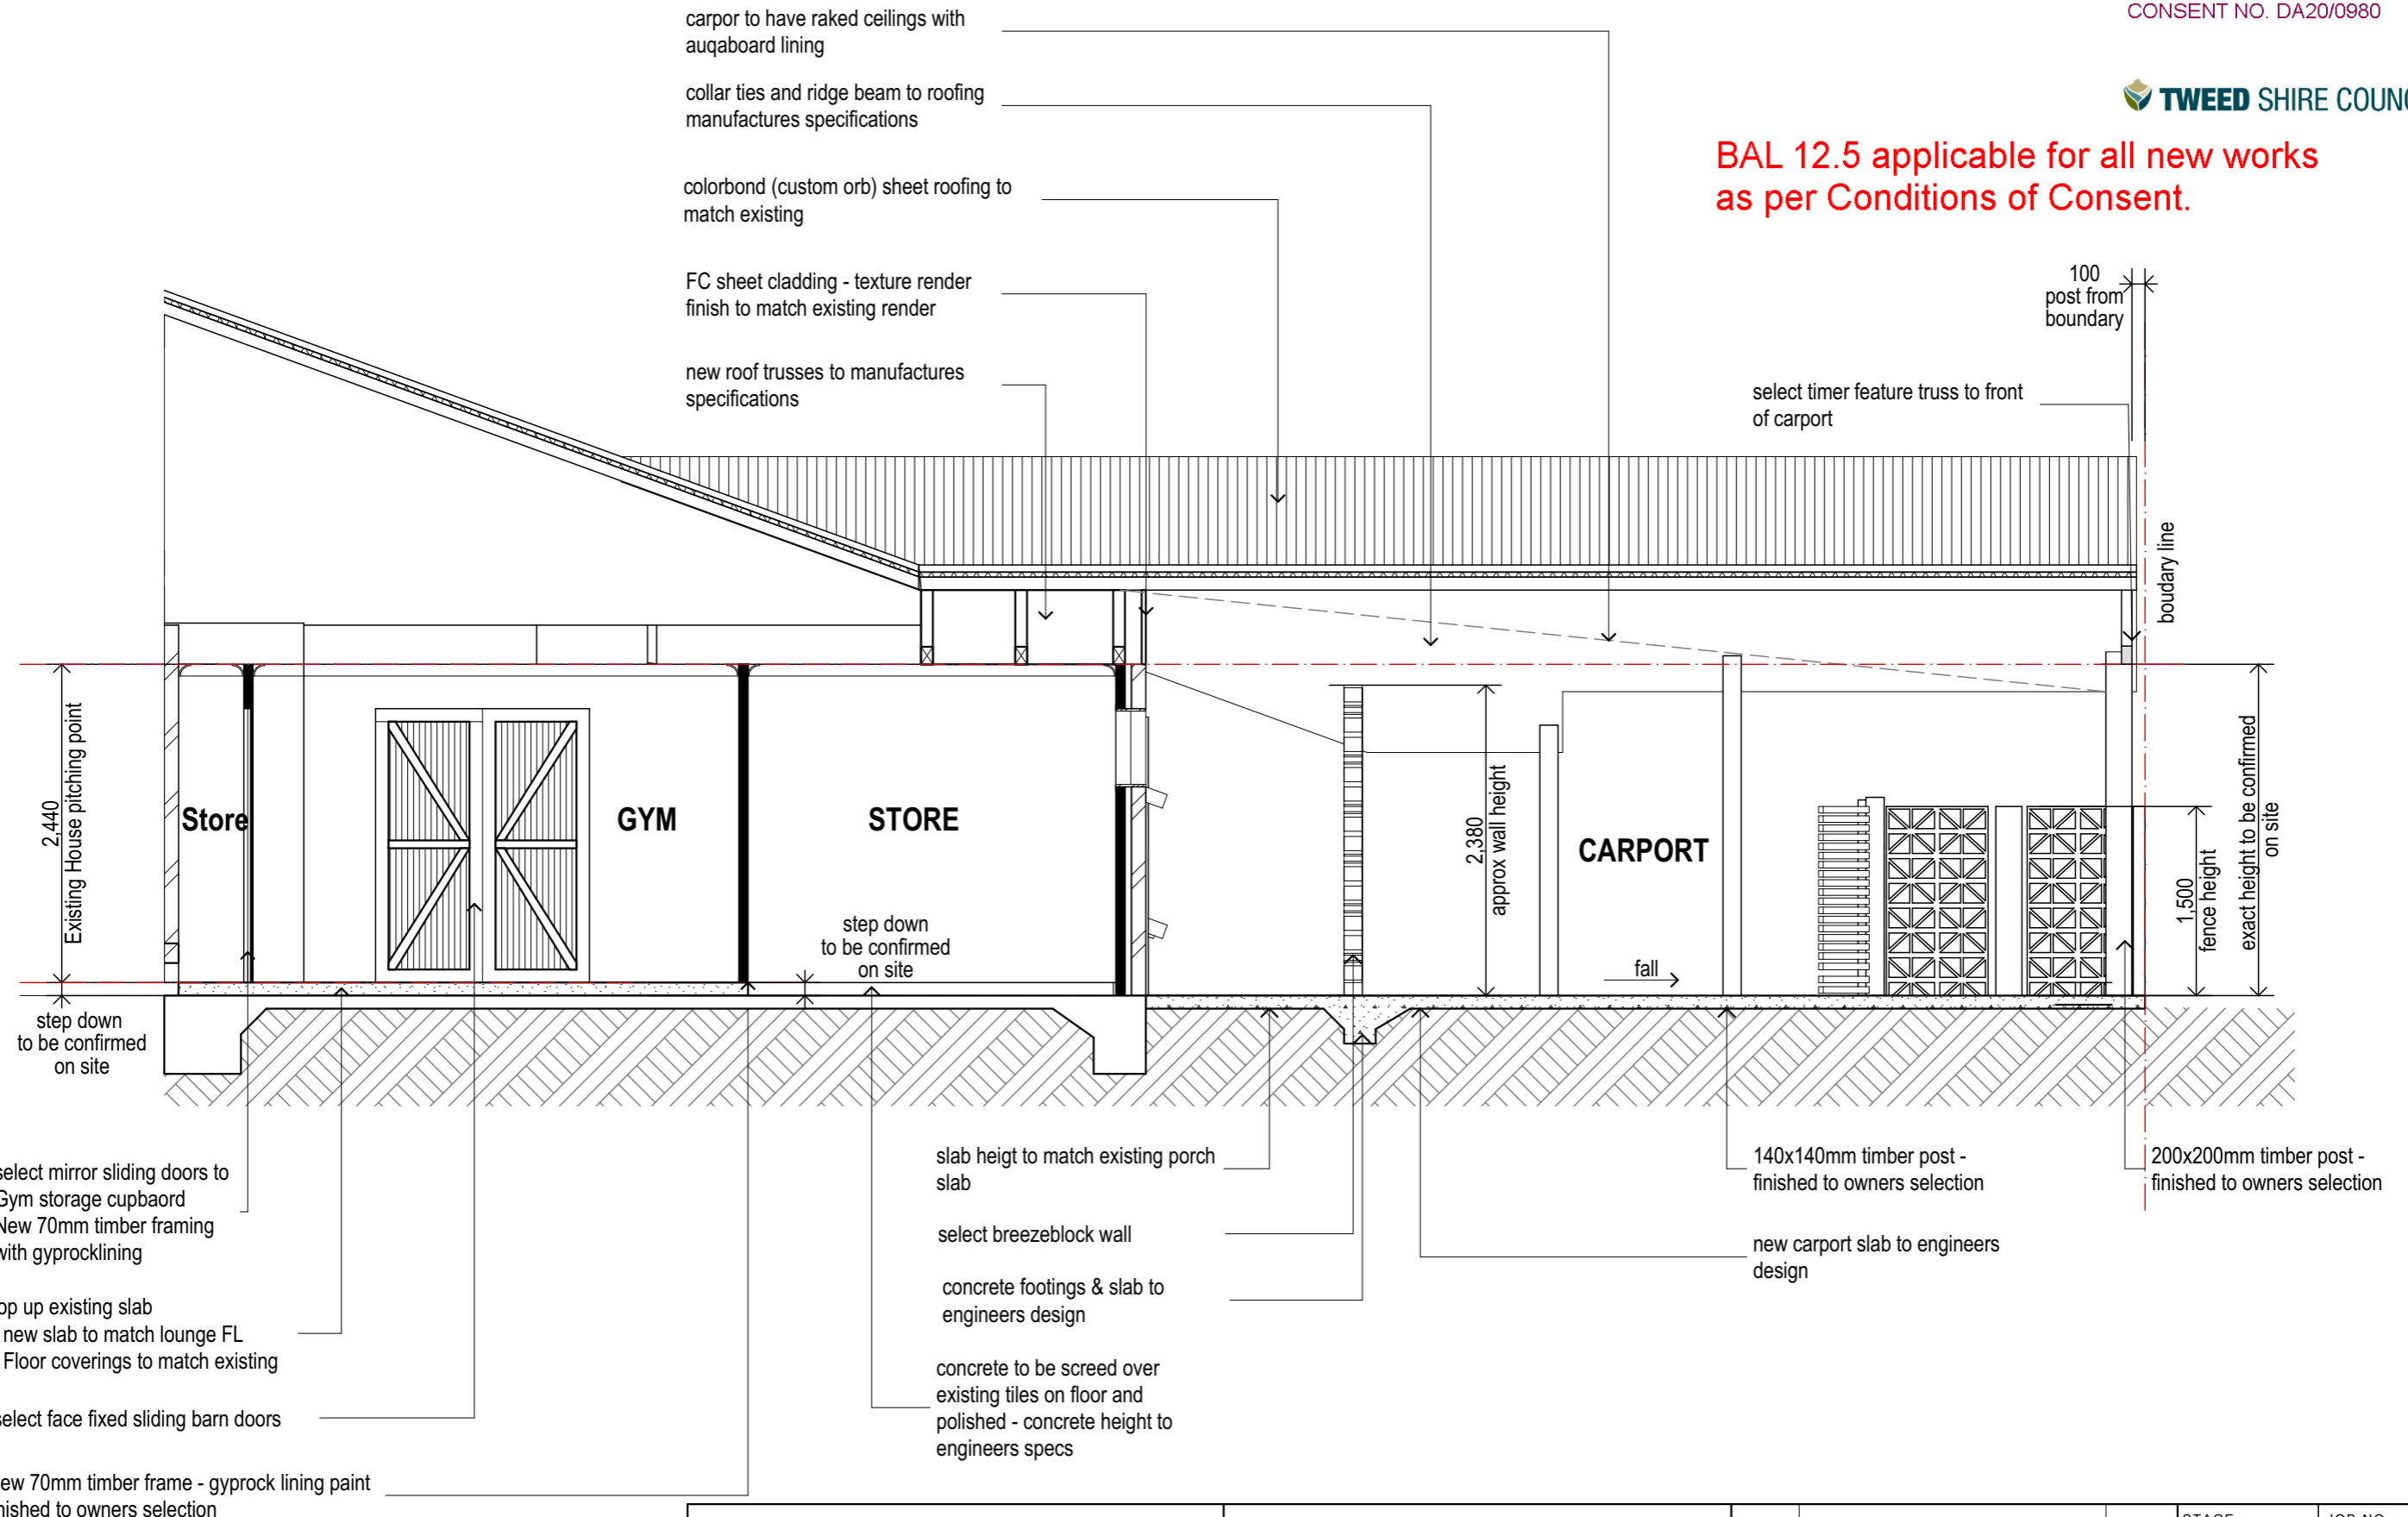 CONSENT NO. DA20/0980
TWEED SHIRE COUNC
BAL 12.5 applicable for all new works
as per Conditions of Consent.
carpor to have raked ceilings with
auqaboard lining
collar ties and ridge beam to roofing
manufactures specifications
colorbond (custom orb) sheet roofing to
match existing
FC sheet cladding - texture render
finish to match existing render
new roof trusses to manufactures
specifications
100
post from
boundary
select timer feature truss to front
of carport
boudary line
2,440
Existing House pitching point
Store
GYM
STORE
CARPORT
step down
to be confirmed
on site
2,380
approx wall height
fall
1,500
fence height
exact height to be confirmed
on site
step down
to be confirmed
on site
select mirror sliding doors to
Gym storage cupbaord
New 70mm timber framing
with gyprocklining
op up existing slab
new slab to match lounge FL
Floor coverings to match existing
select face fixed sliding barn doors
ew 70mm timber frame - gyprock lining paint
nished to owners selection
slab heigt to match existing porch
slab
select breezeblock wall
concrete footings & slab to
engineers design
concrete to be screed over
existing tiles on floor and
polished - concrete height to
engineers specs
140x140mm timber post -
finished to owners selection
new carport slab to engineers
design
200x200mm timber post -
finished to owners selection